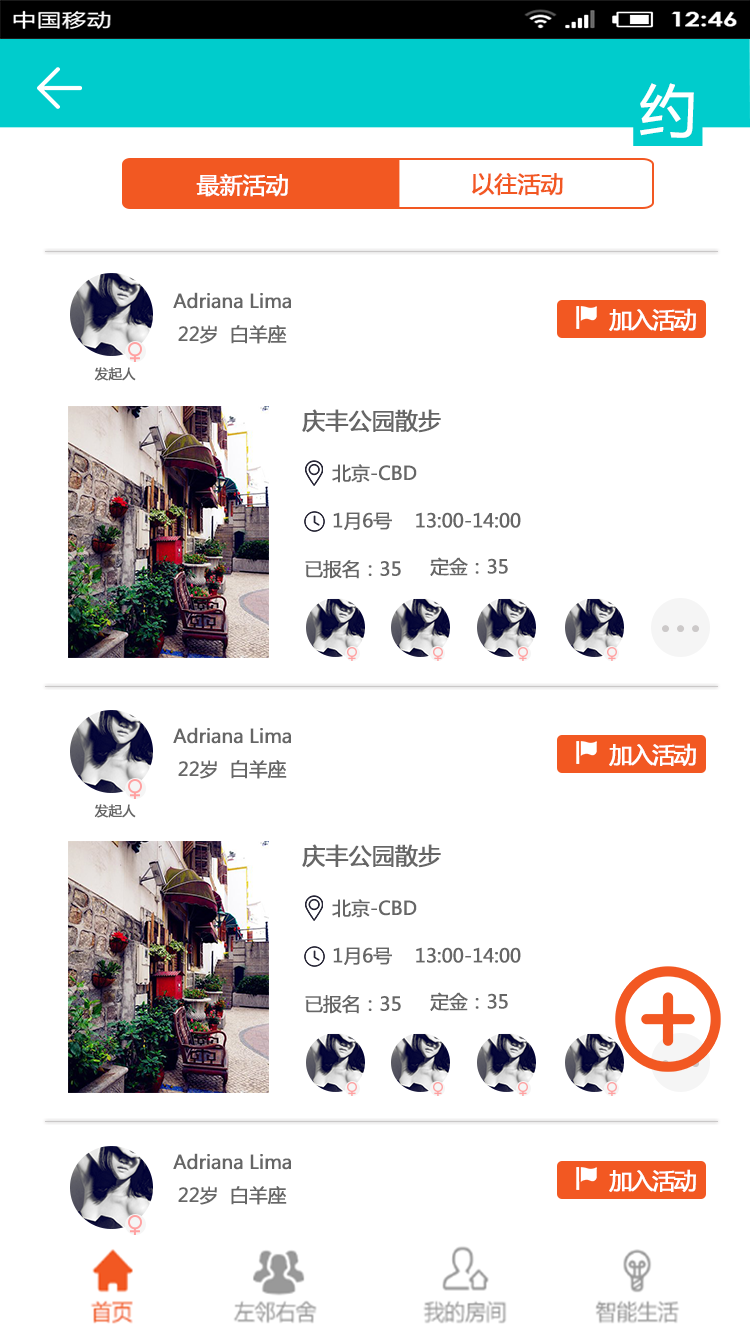 中国移动 12:46
约
最新活动 以往活动
Adriana Lima
22岁 白羊座
加入活动
发起人
庆丰公园散步
北京-CBD
1月6号 13:00-14:00
已报名：35 定金：35
Adriana Lima
22岁 白羊座
加入活动
发起人
庆丰公园散步
北京-CBD
1月6号 13:00-14:00
已报名：35 定金：35
Adriana Lima
22岁 白羊座
加入活动
首页 左邻右舍 我的房间 智能生活